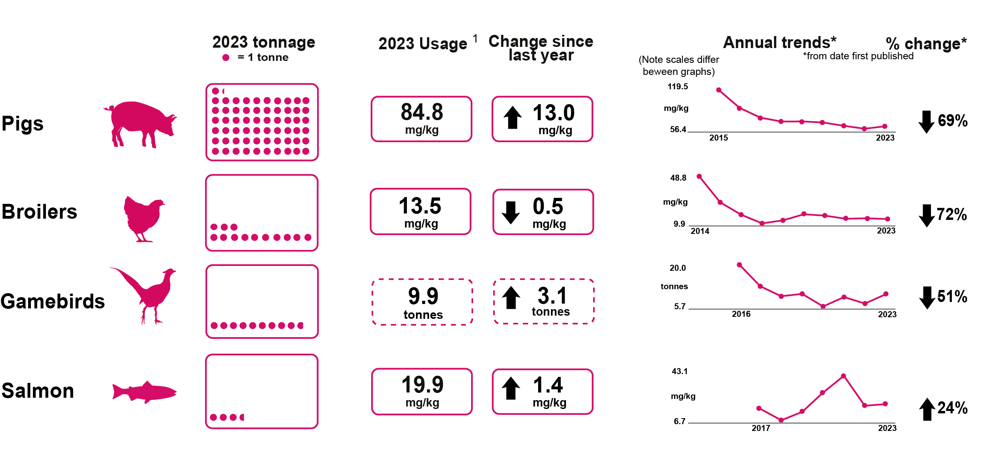 2023 tonnage
= 1 tonne
2023 Usage 1
Change since
last year
Annual trends*
% change*
*from date first published
(Note scales differ
beween graphs)
Pigs
84.8
mg/kg
13.0
mg/kg
119.5
mg/kg
56.4
2015
2023
69%
Broilers
13.5
mg/kg
0.5
mg/kg
48.8
mg/kg
9.9
2014
2023
72%
Gamebirds
9.9
tonnes
3.1
tonnes
20.0
tonnes
5.7
2016
2023
51%
Salmon
19.9
mg/kg
1.4
mg/kg
43.1
mg/kg
6.7
2017
2023
24%